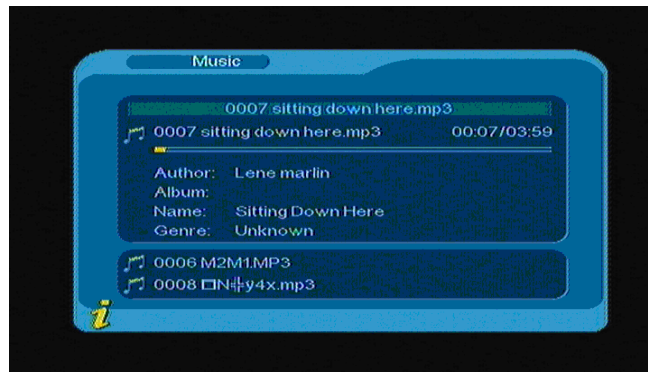 Music
0007 sitting down here.mp3
0007 sitting down here.mp3 00:07/03:59
Author: Lene marlin
Album:
Name: Sitting Down Here
Genre: Unknown
0006 M2M1.MP3
0008 □N╬y4x.mp3
i